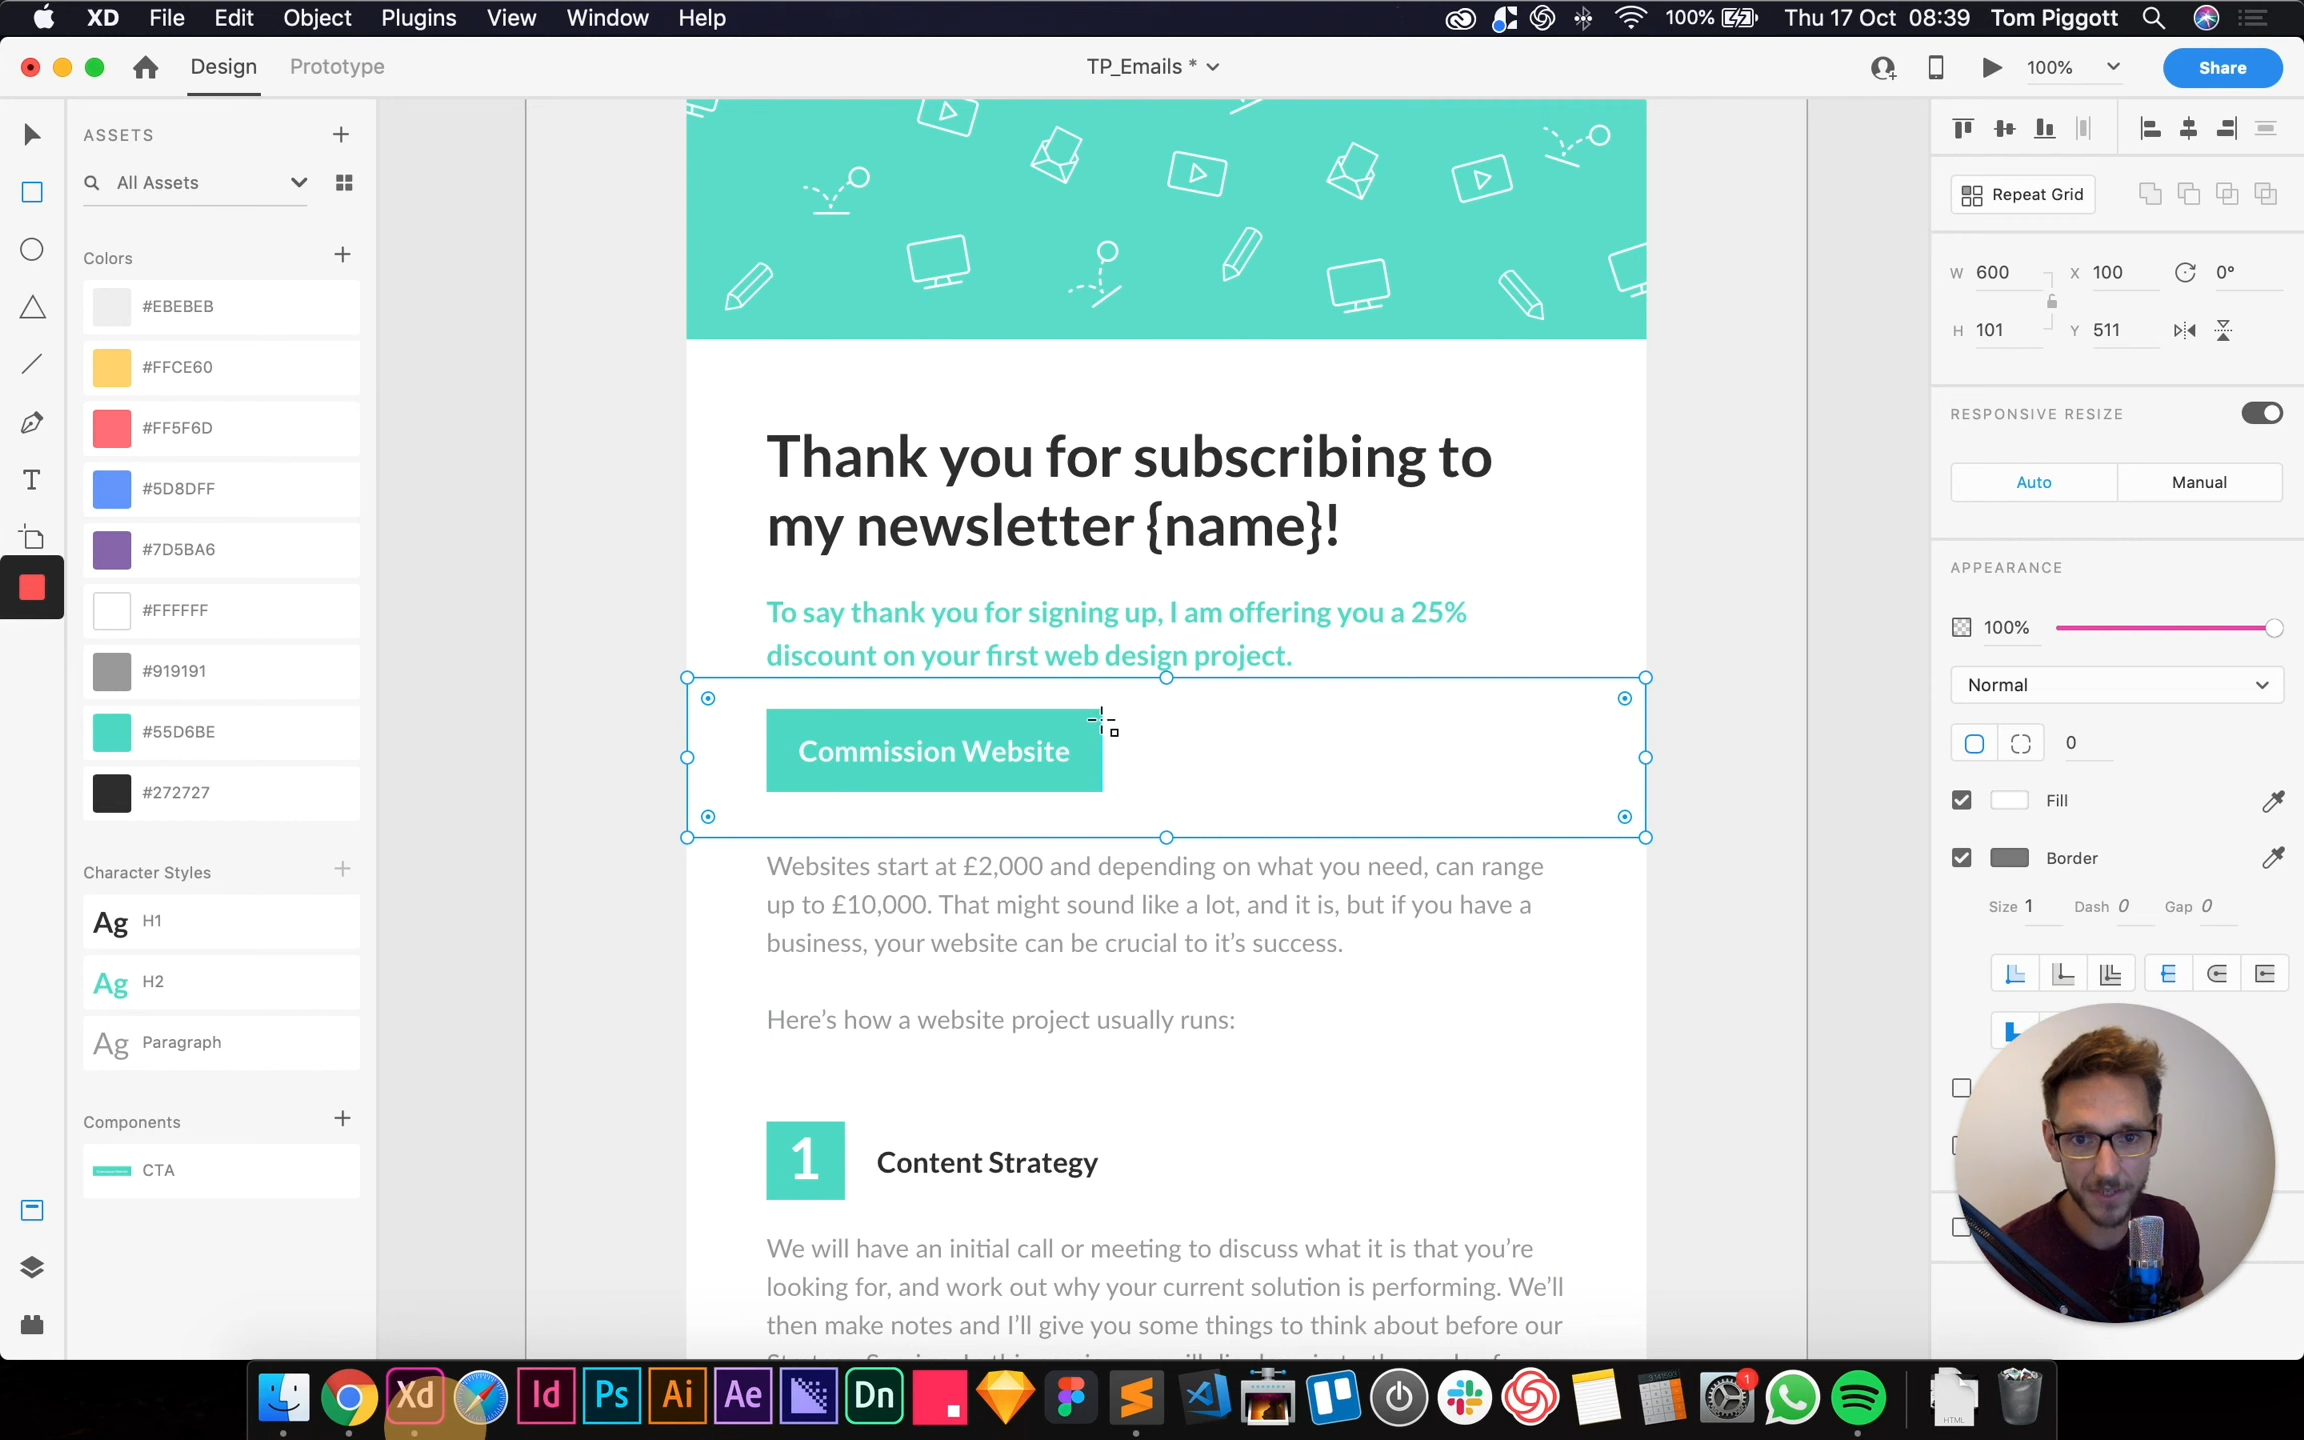 XD File Edit Object Plugins View Window Help
100% Thu 17 Oct 08:39 Tom Piggott
Design Prototype
TP_Emails *
100%
Share
ASSETS
All Assets
Colors
#EBEBEB
#FFCE60
#FF5F6D
#5D8DFF
#7D5BA6
#FFFFFF
#919191
#55D6BE
#272727
Character Styles
Ag H1
Ag H2
Ag Paragraph
Components
CTA
Thank you for subscribing to
my newsletter {name}!
To say thank you for signing up, I am offering you a 25%
discount on your first web design project.
Commission Website
Websites start at £2,000 and depending on what you need, can range
up to £10,000. That might sound like a lot, and it is, but if you have a
business, your website can be crucial to it’s success.
Here’s how a website project usually runs:
1 Content Strategy
We will have an initial call or meeting to discuss what it is that you’re
looking for, and work out why your current solution is performing. We’ll
then make notes and I’ll give you some things to think about before our
Repeat Grid
W 600 X 100 0°
H 101 Y 511
RESPONSIVE RESIZE
Auto Manual
APPEARANCE
100%
Normal
0
Fill
Border
Size 1 Dash 0 Gap 0
T
Xd Id Ps Ai Ae Dn
1
HTML